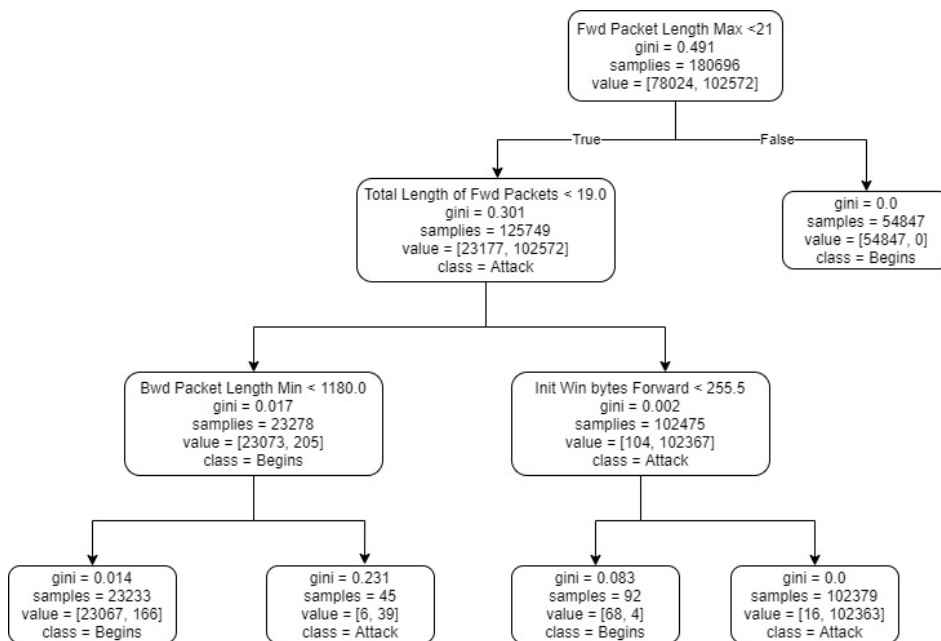 Fwd Packet Length Max <21
gini = 0.491
samplies = 180696
value = [78024, 102572]
True
False
Total Length of Fwd Packets < 19.0
gini = 0.301
samplies = 125749
value = [23177, 102572]
class = Attack
gini = 0.0
samplies = 54847
value = [54847, 0]
class = Begins
Bwd Packet Length Min < 1180.0
gini = 0.017
samplies = 23278
value = [23073, 205]
class = Begins
Init Win bytes Forward < 255.5
gini = 0.002
samplies = 102475
value = [104, 102367]
class = Attack
gini = 0.014
samples = 23233
value = [23067, 166]
class = Begins
gini = 0.231
samples = 45
value = [6, 39]
class = Attack
gini = 0.083
samples = 92
value = [68, 4]
class = Begins
gini = 0.0
samples = 102379
value = [16, 102363]
class = Attack